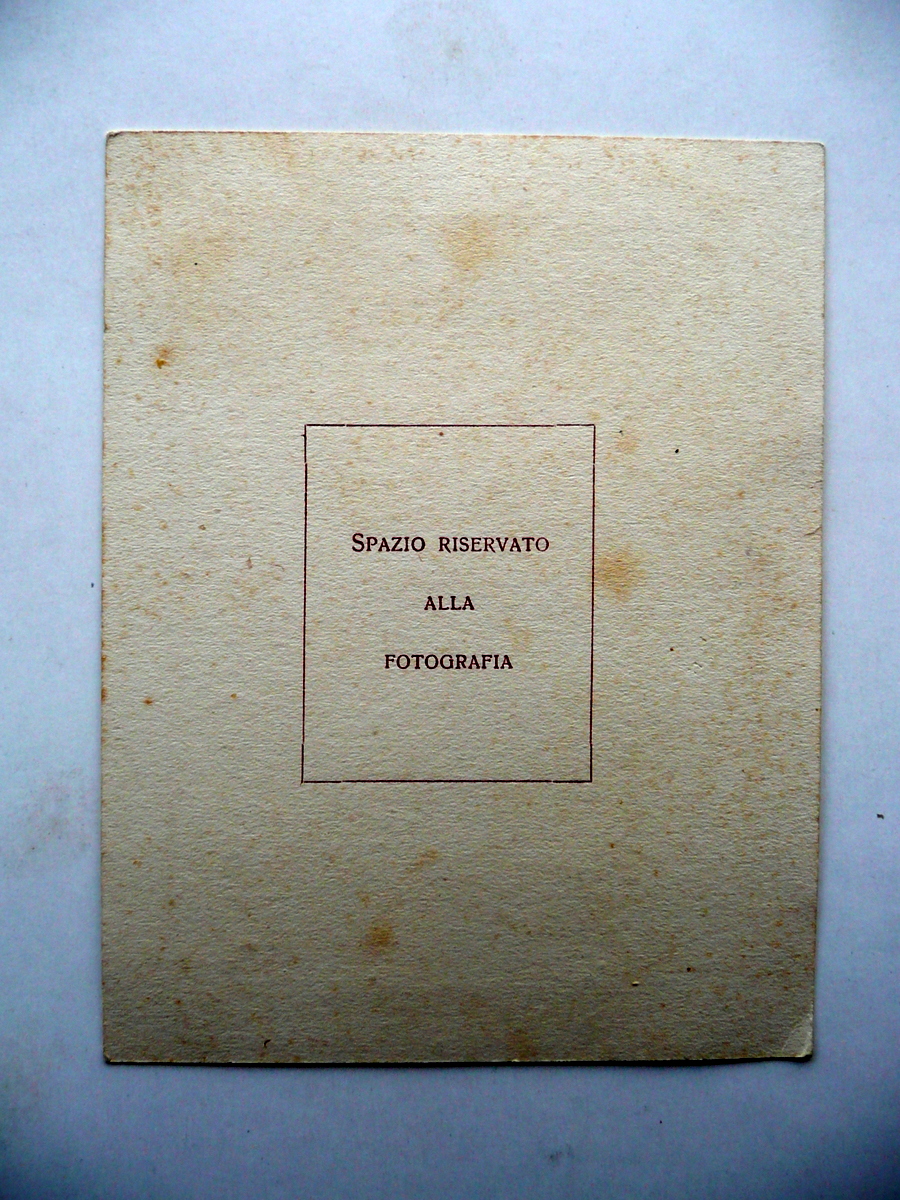 Spazio riservato
alla
fotografia